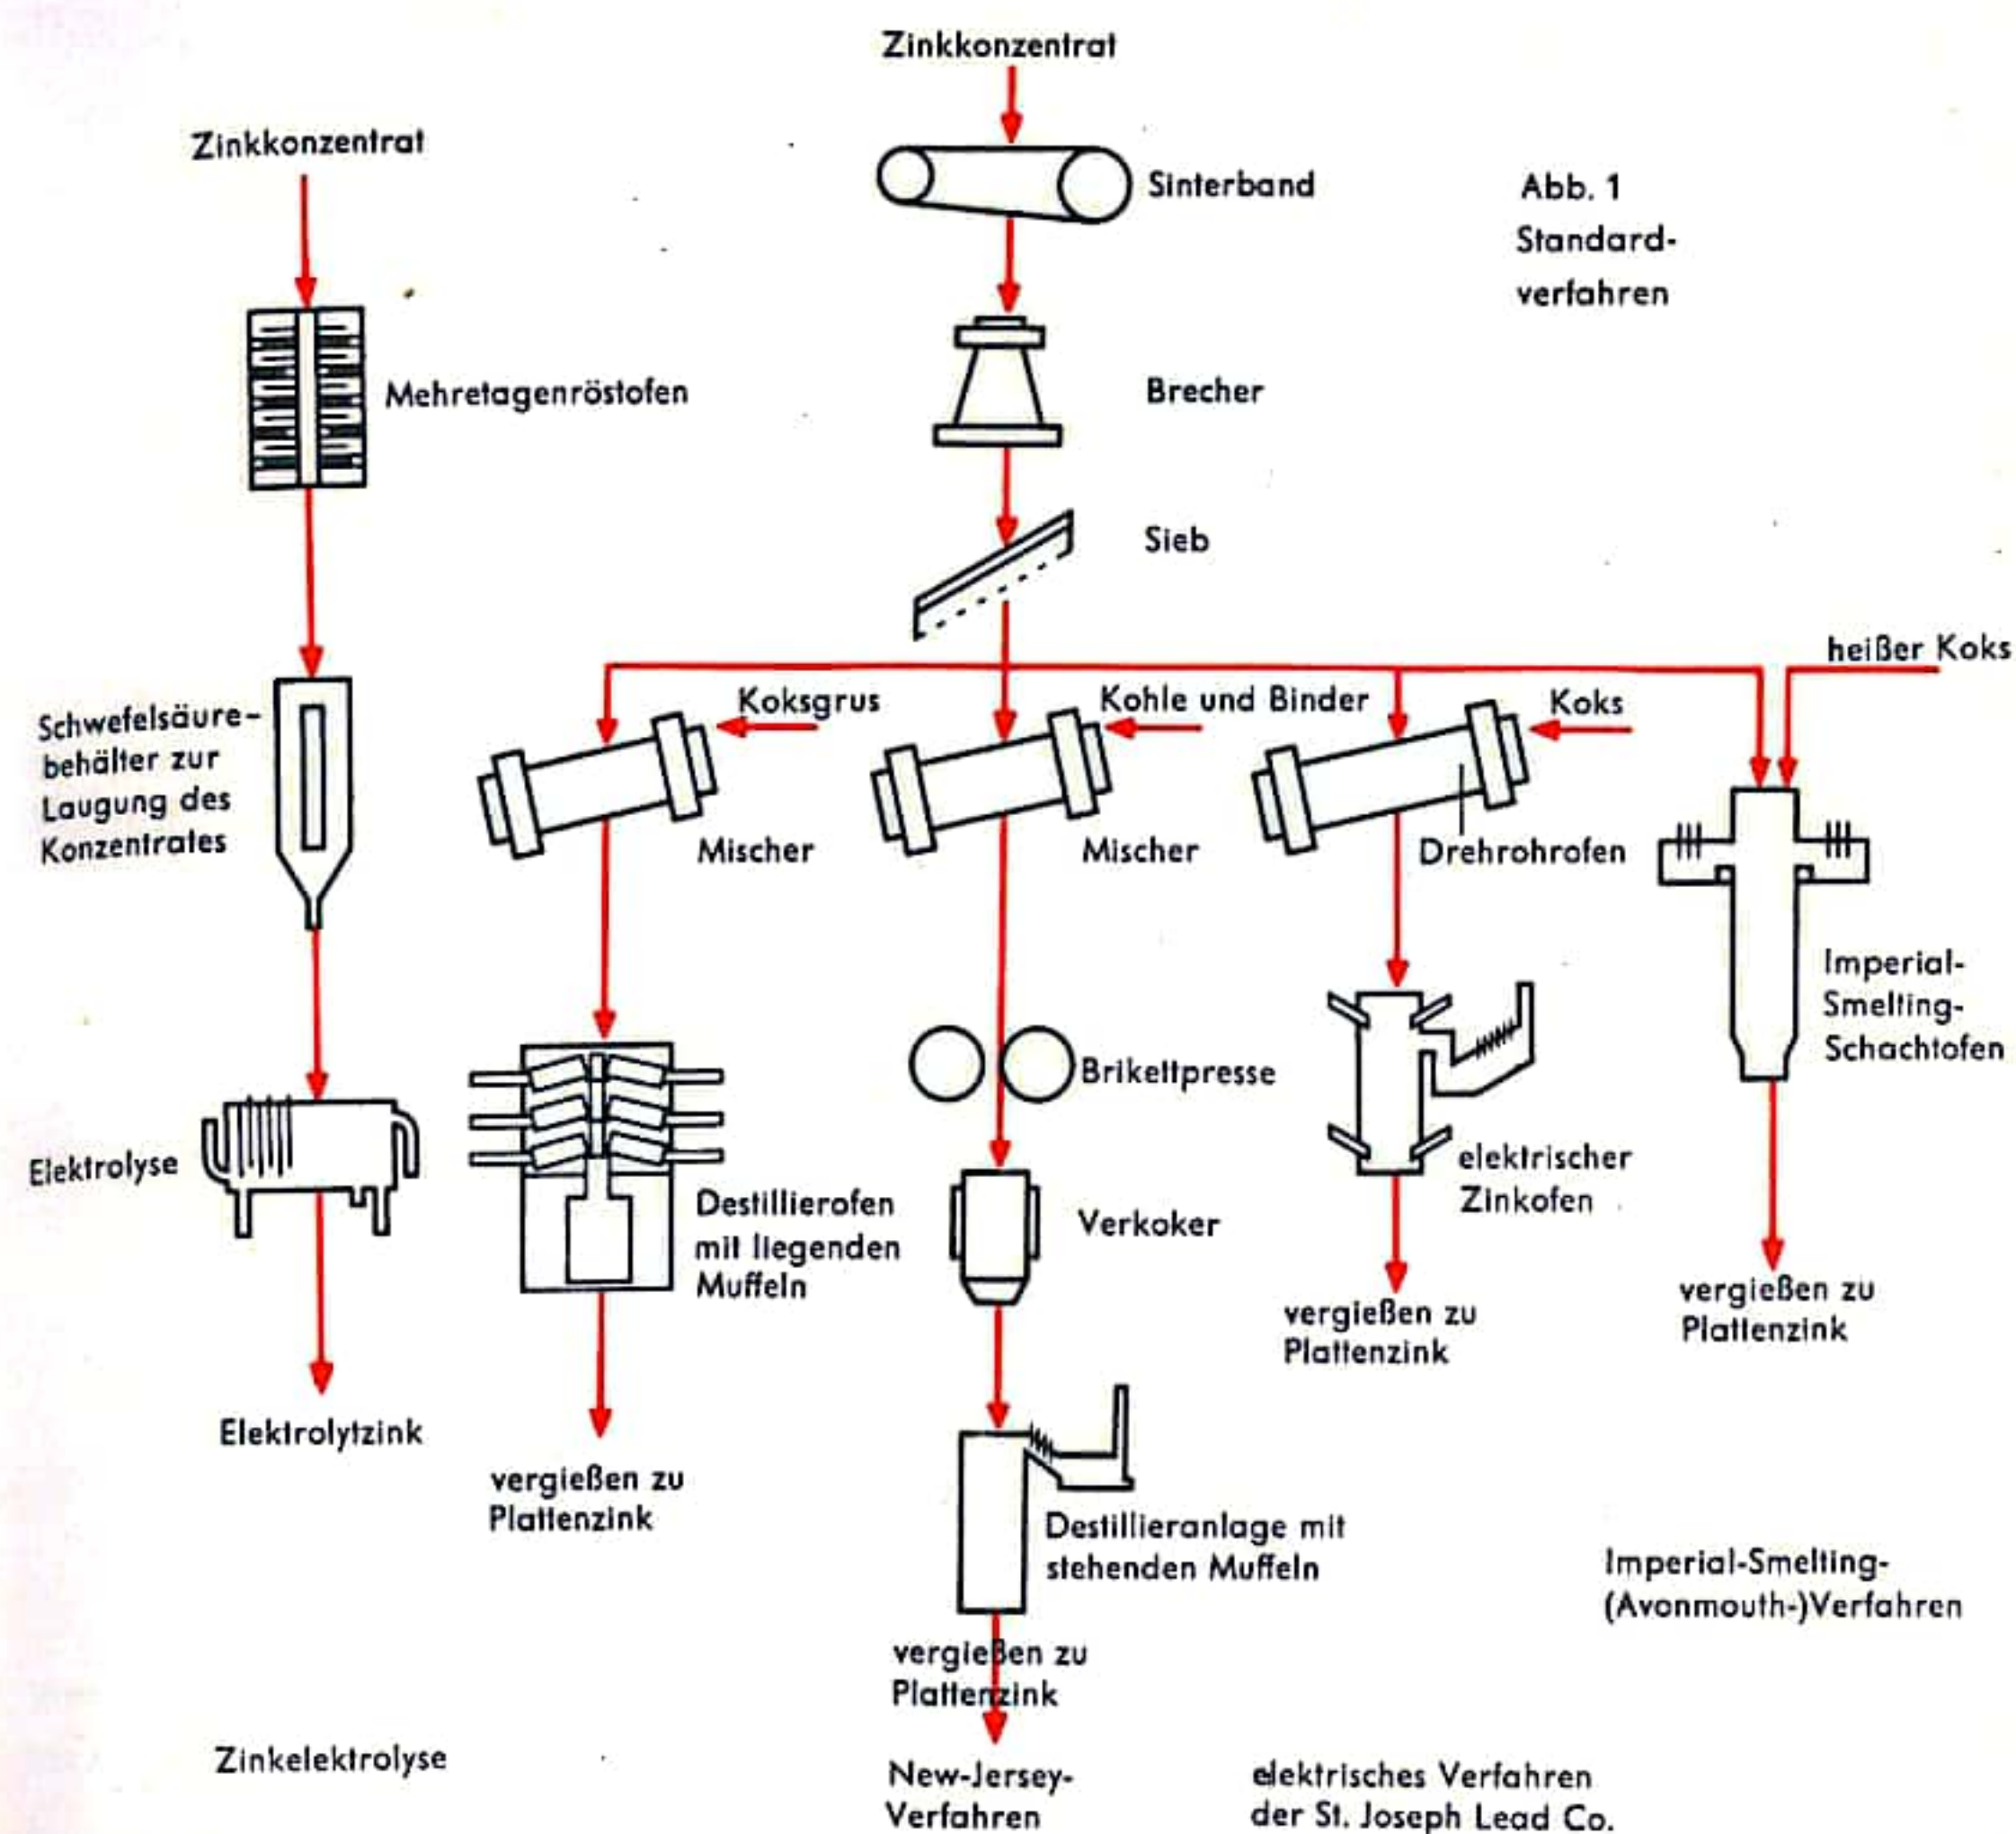 Zinkkonzentrat
Zinkkonzentrat
Sinterband
Abb. 1
Standard-
verfahren
Mehretagenröstofen
Brecher
Sieb
heißer Koks
Schwefelsäure-
behälter zur
Laugung des
Konzentrates
Koksgrus
Kohle und Binder
Koks
Mischer
Mischer
Drehrohrofen
Imperial-
Smelting-
Schachtofen
Elektrolyse
Destillierofen
mit liegenden
Muffeln
Brikettpresse
Verkoker
elektrischer
Zinkofen
vergießen zu
Plattenzink
vergießen zu
Plattenzink
Elektrolytzink
vergießen zu
Plattenzink
Destillieranlage mit
stehenden Muffeln
Imperial-Smelting-
(Avonmouth-)Verfahren
vergießen zu
Plattenzink
Zinkelektrolyse
New-Jersey-
Verfahren
elektrisches Verfahren
der St. Joseph Lead Co.